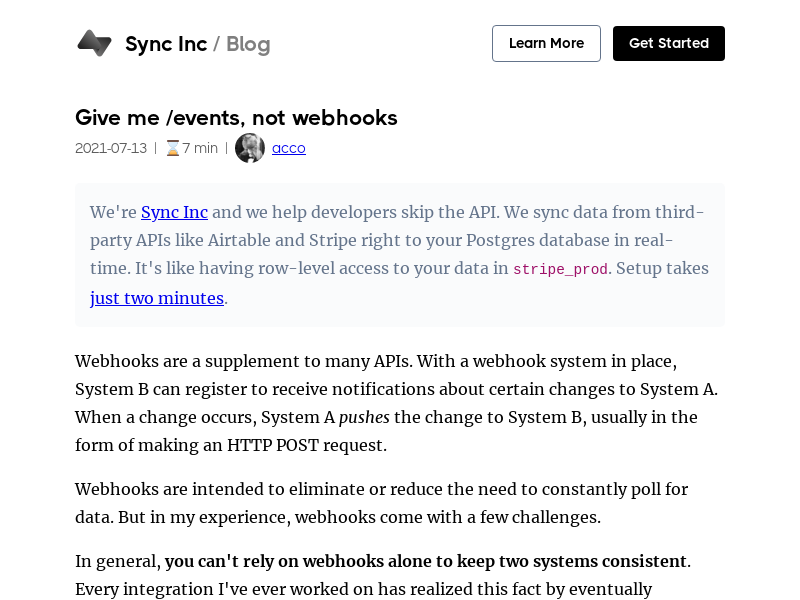 Sync Inc / Blog
Learn More
Get Started
Give me /events, not webhooks
2021-07-13 | ⌛7 min | acco
We're Sync Inc and we help developers skip the API. We sync data from third-
party APIs like Airtable and Stripe right to your Postgres database in real-
time. It's like having row-level access to your data in stripe_prod. Setup takes
just two minutes.
Webhooks are a supplement to many APIs. With a webhook system in place,
System B can register to receive notifications about certain changes to System A.
When a change occurs, System A pushes the change to System B, usually in the
form of making an HTTP POST request.
Webhooks are intended to eliminate or reduce the need to constantly poll for
data. But in my experience, webhooks come with a few challenges.
In general, you can't rely on webhooks alone to keep two systems consistent.
Every integration I've ever worked on has realized this fact by eventually